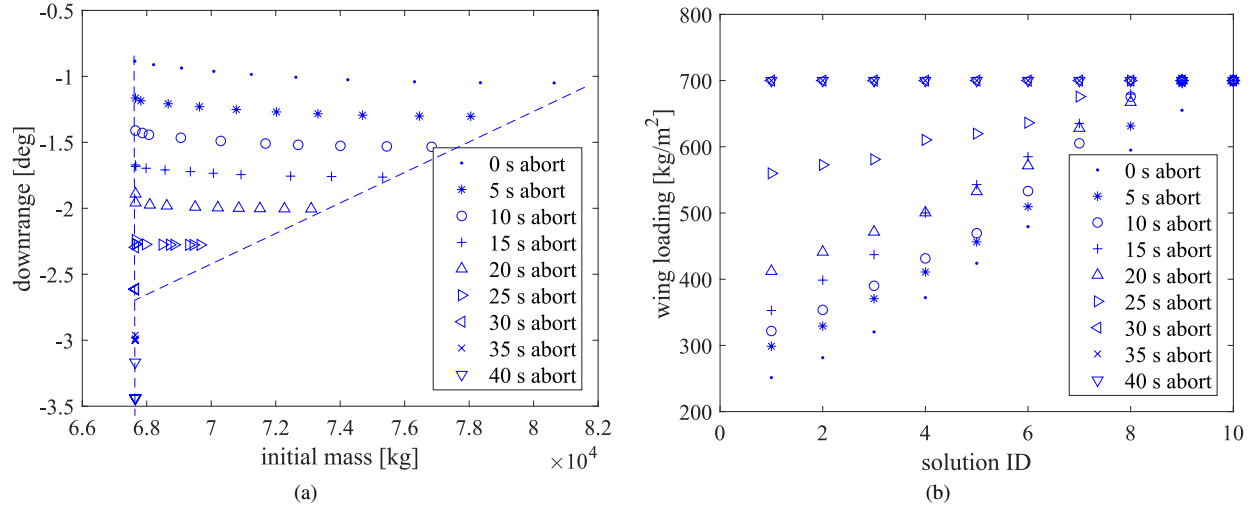 -0.5
-1
-1.5
-2
-2.5
-3
-3.5
downrange [deg]
6.6 6.8 7 7.2 7.4 7.6 7.8 8 8.2
initial mass [kg]
×10⁴
0 s abort
5 s abort
10 s abort
15 s abort
20 s abort
25 s abort
30 s abort
35 s abort
40 s abort
(a)
800
700
600
500
400
300
200
wing loading [kg/m²]
0 2 4 6 8 10
solution ID
0 s abort
5 s abort
10 s abort
15 s abort
20 s abort
25 s abort
30 s abort
35 s abort
40 s abort
(b)